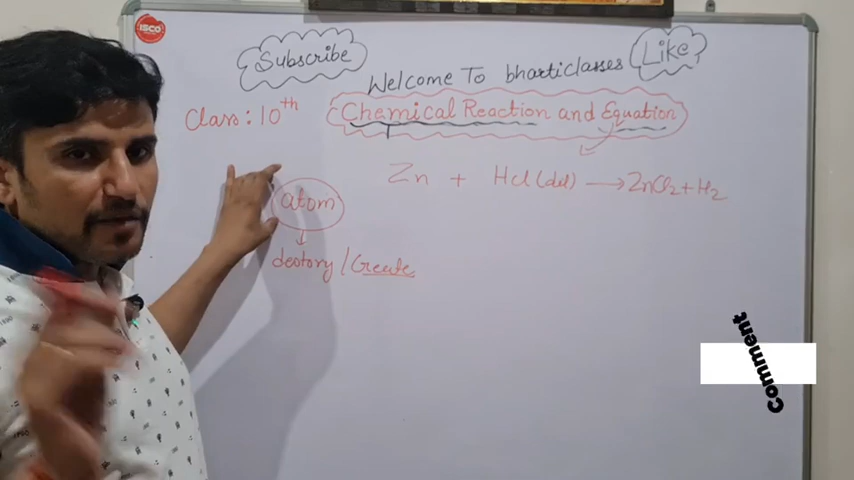 ISCO
Subscribe
Like
Welcome To bharticlasses
Class: 10th
Chemical Reaction and Equation
Zn + Hcl (dil) → ZnCl2 + H2
atom
destory / Create
Comment